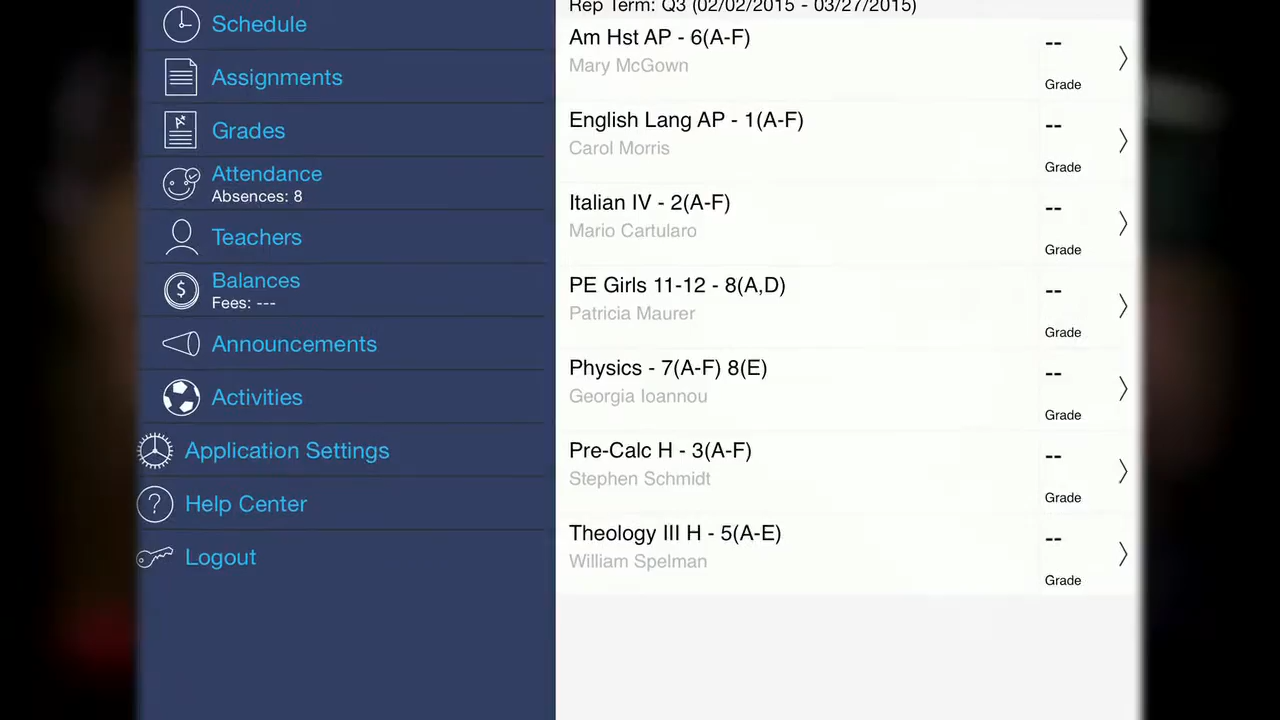 Schedule
Assignments
Grades
Attendance
Absences: 8
Teachers
Balances
Fees: ---
Announcements
Activities
Application Settings
Help Center
Logout
Rep Term: Q3 (02/02/2015 - 03/27/2015)
Am Hst AP - 6(A-F)
Mary McGown
--
Grade
English Lang AP - 1(A-F)
Carol Morris
--
Grade
Italian IV - 2(A-F)
Mario Cartularo
--
Grade
PE Girls 11-12 - 8(A,D)
Patricia Maurer
--
Grade
Physics - 7(A-F) 8(E)
Georgia Ioannou
--
Grade
Pre-Calc H - 3(A-F)
Stephen Schmidt
--
Grade
Theology III H - 5(A-E)
William Spelman
--
Grade